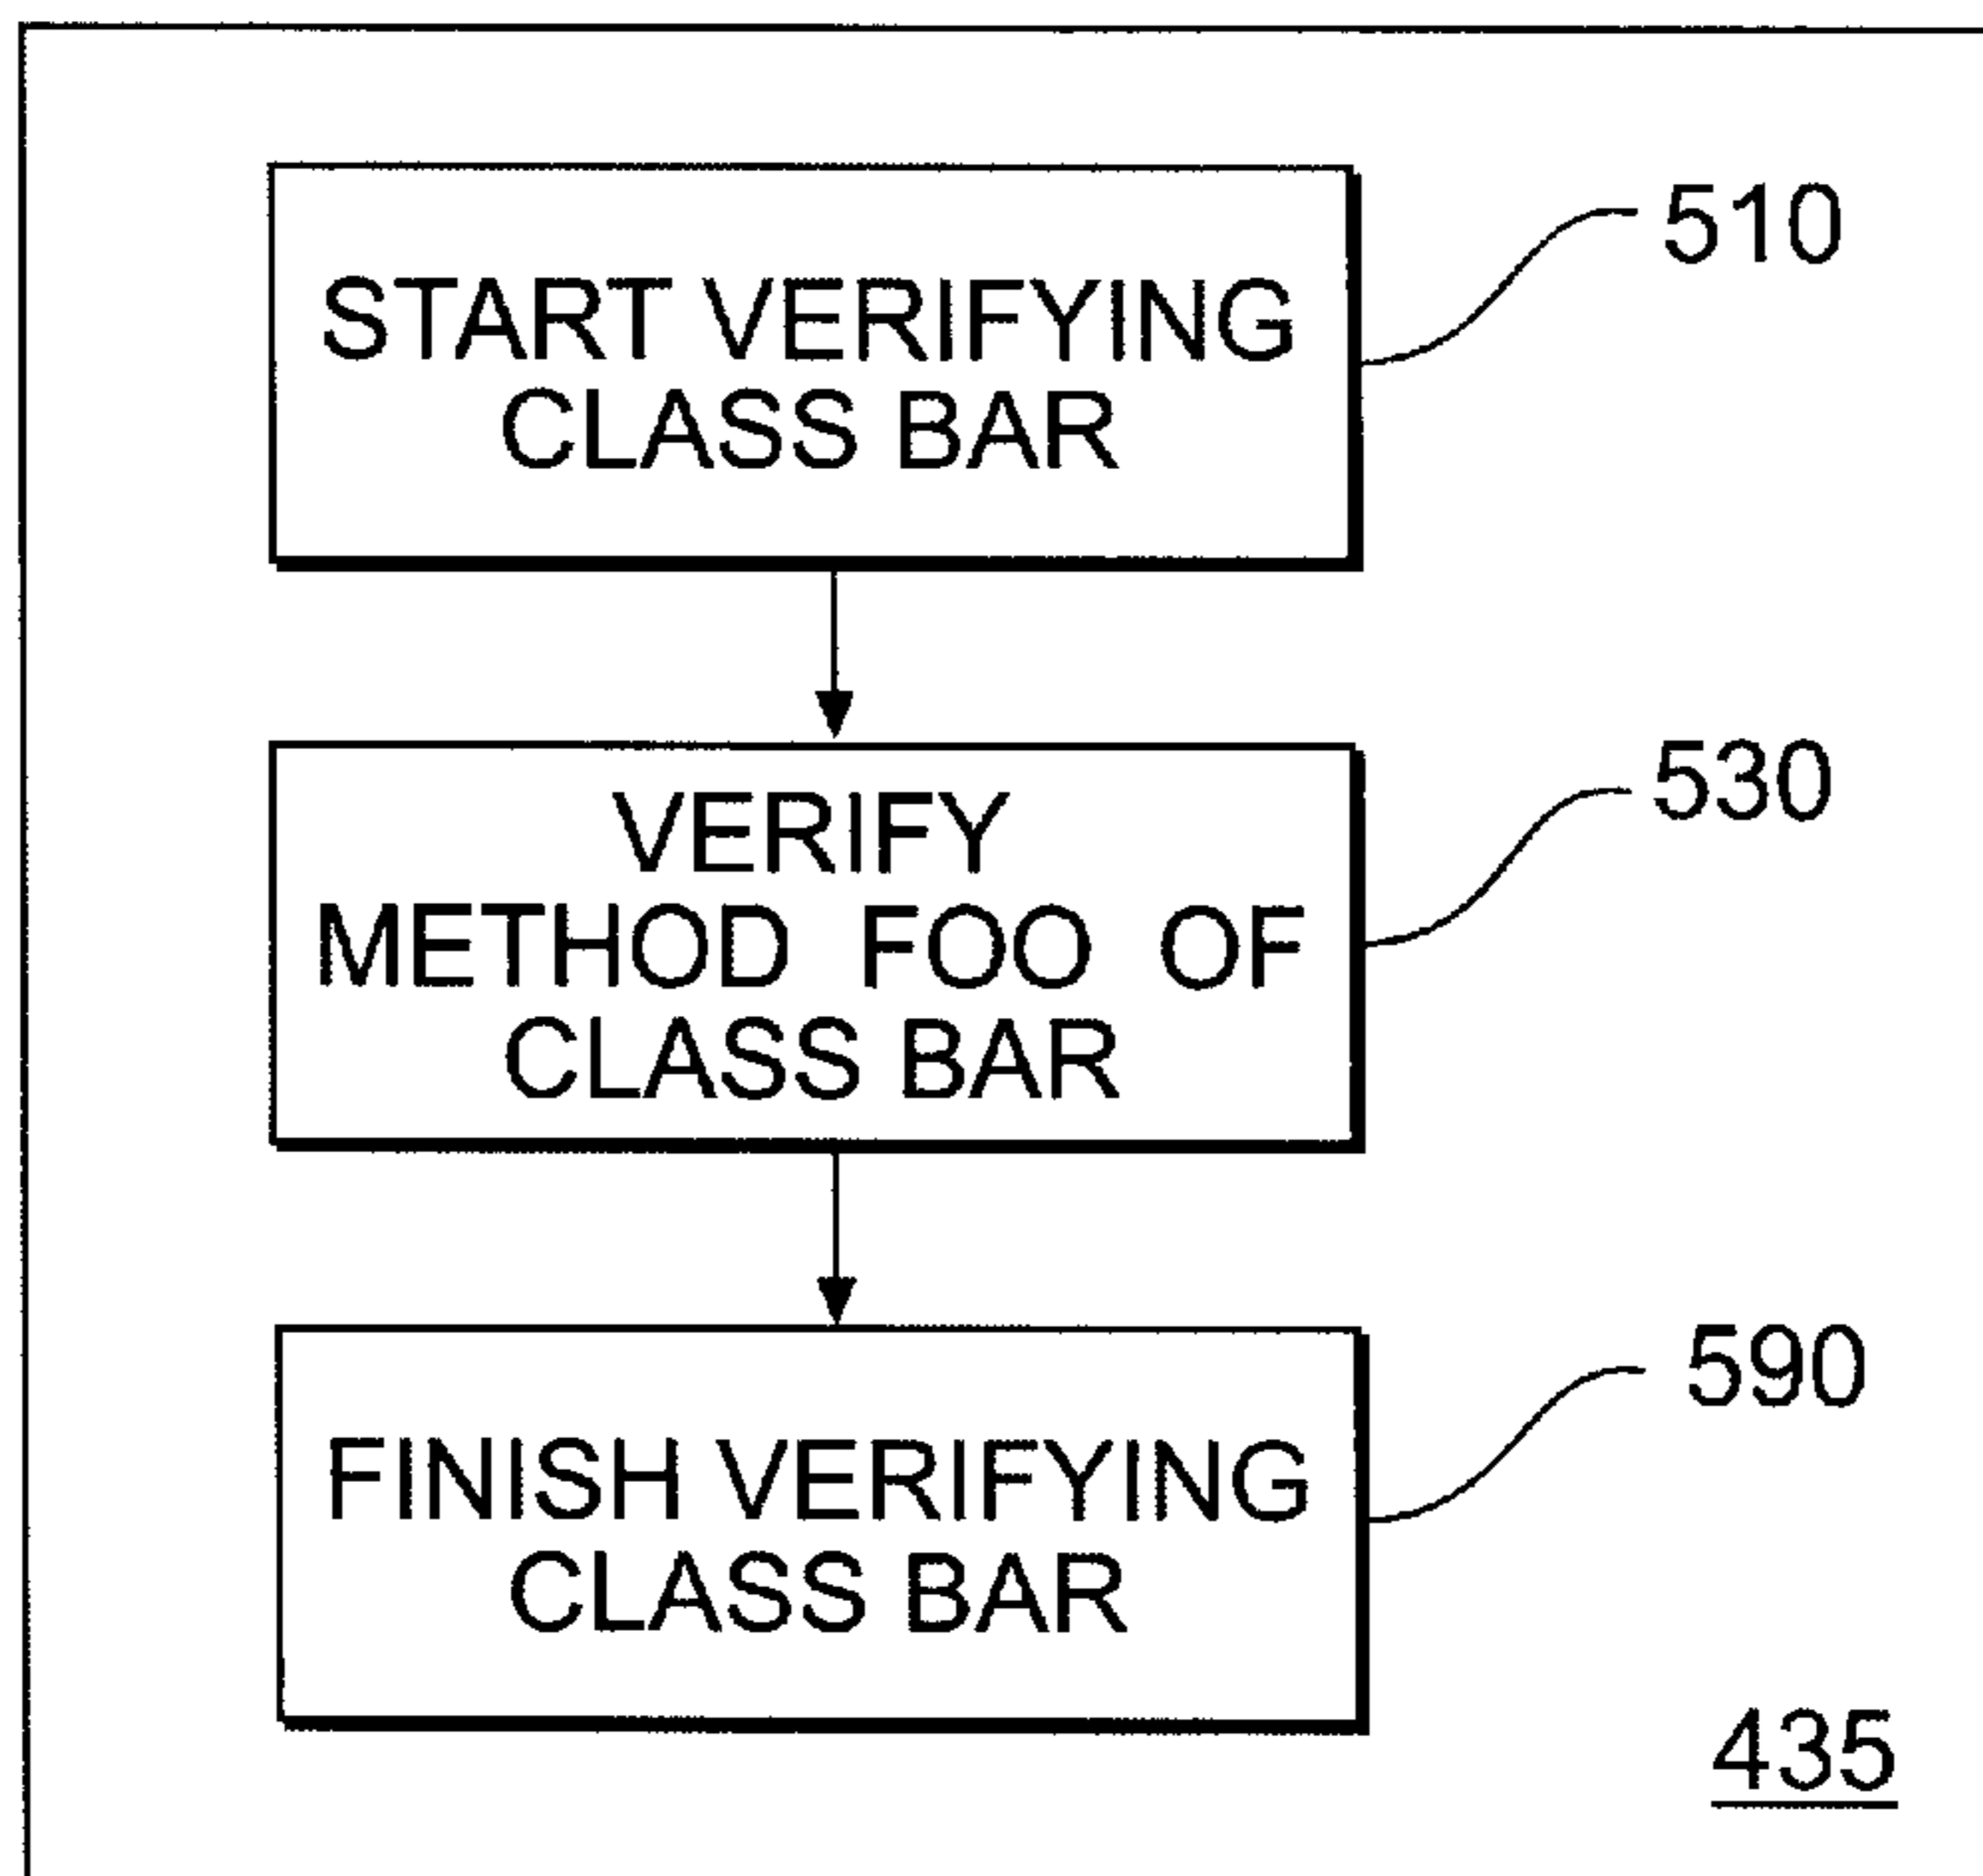 START VERIFYING
CLASS BAR
510
VERIFY
METHOD FOO OF
CLASS BAR
530
FINISH VERIFYING
CLASS BAR
590
435